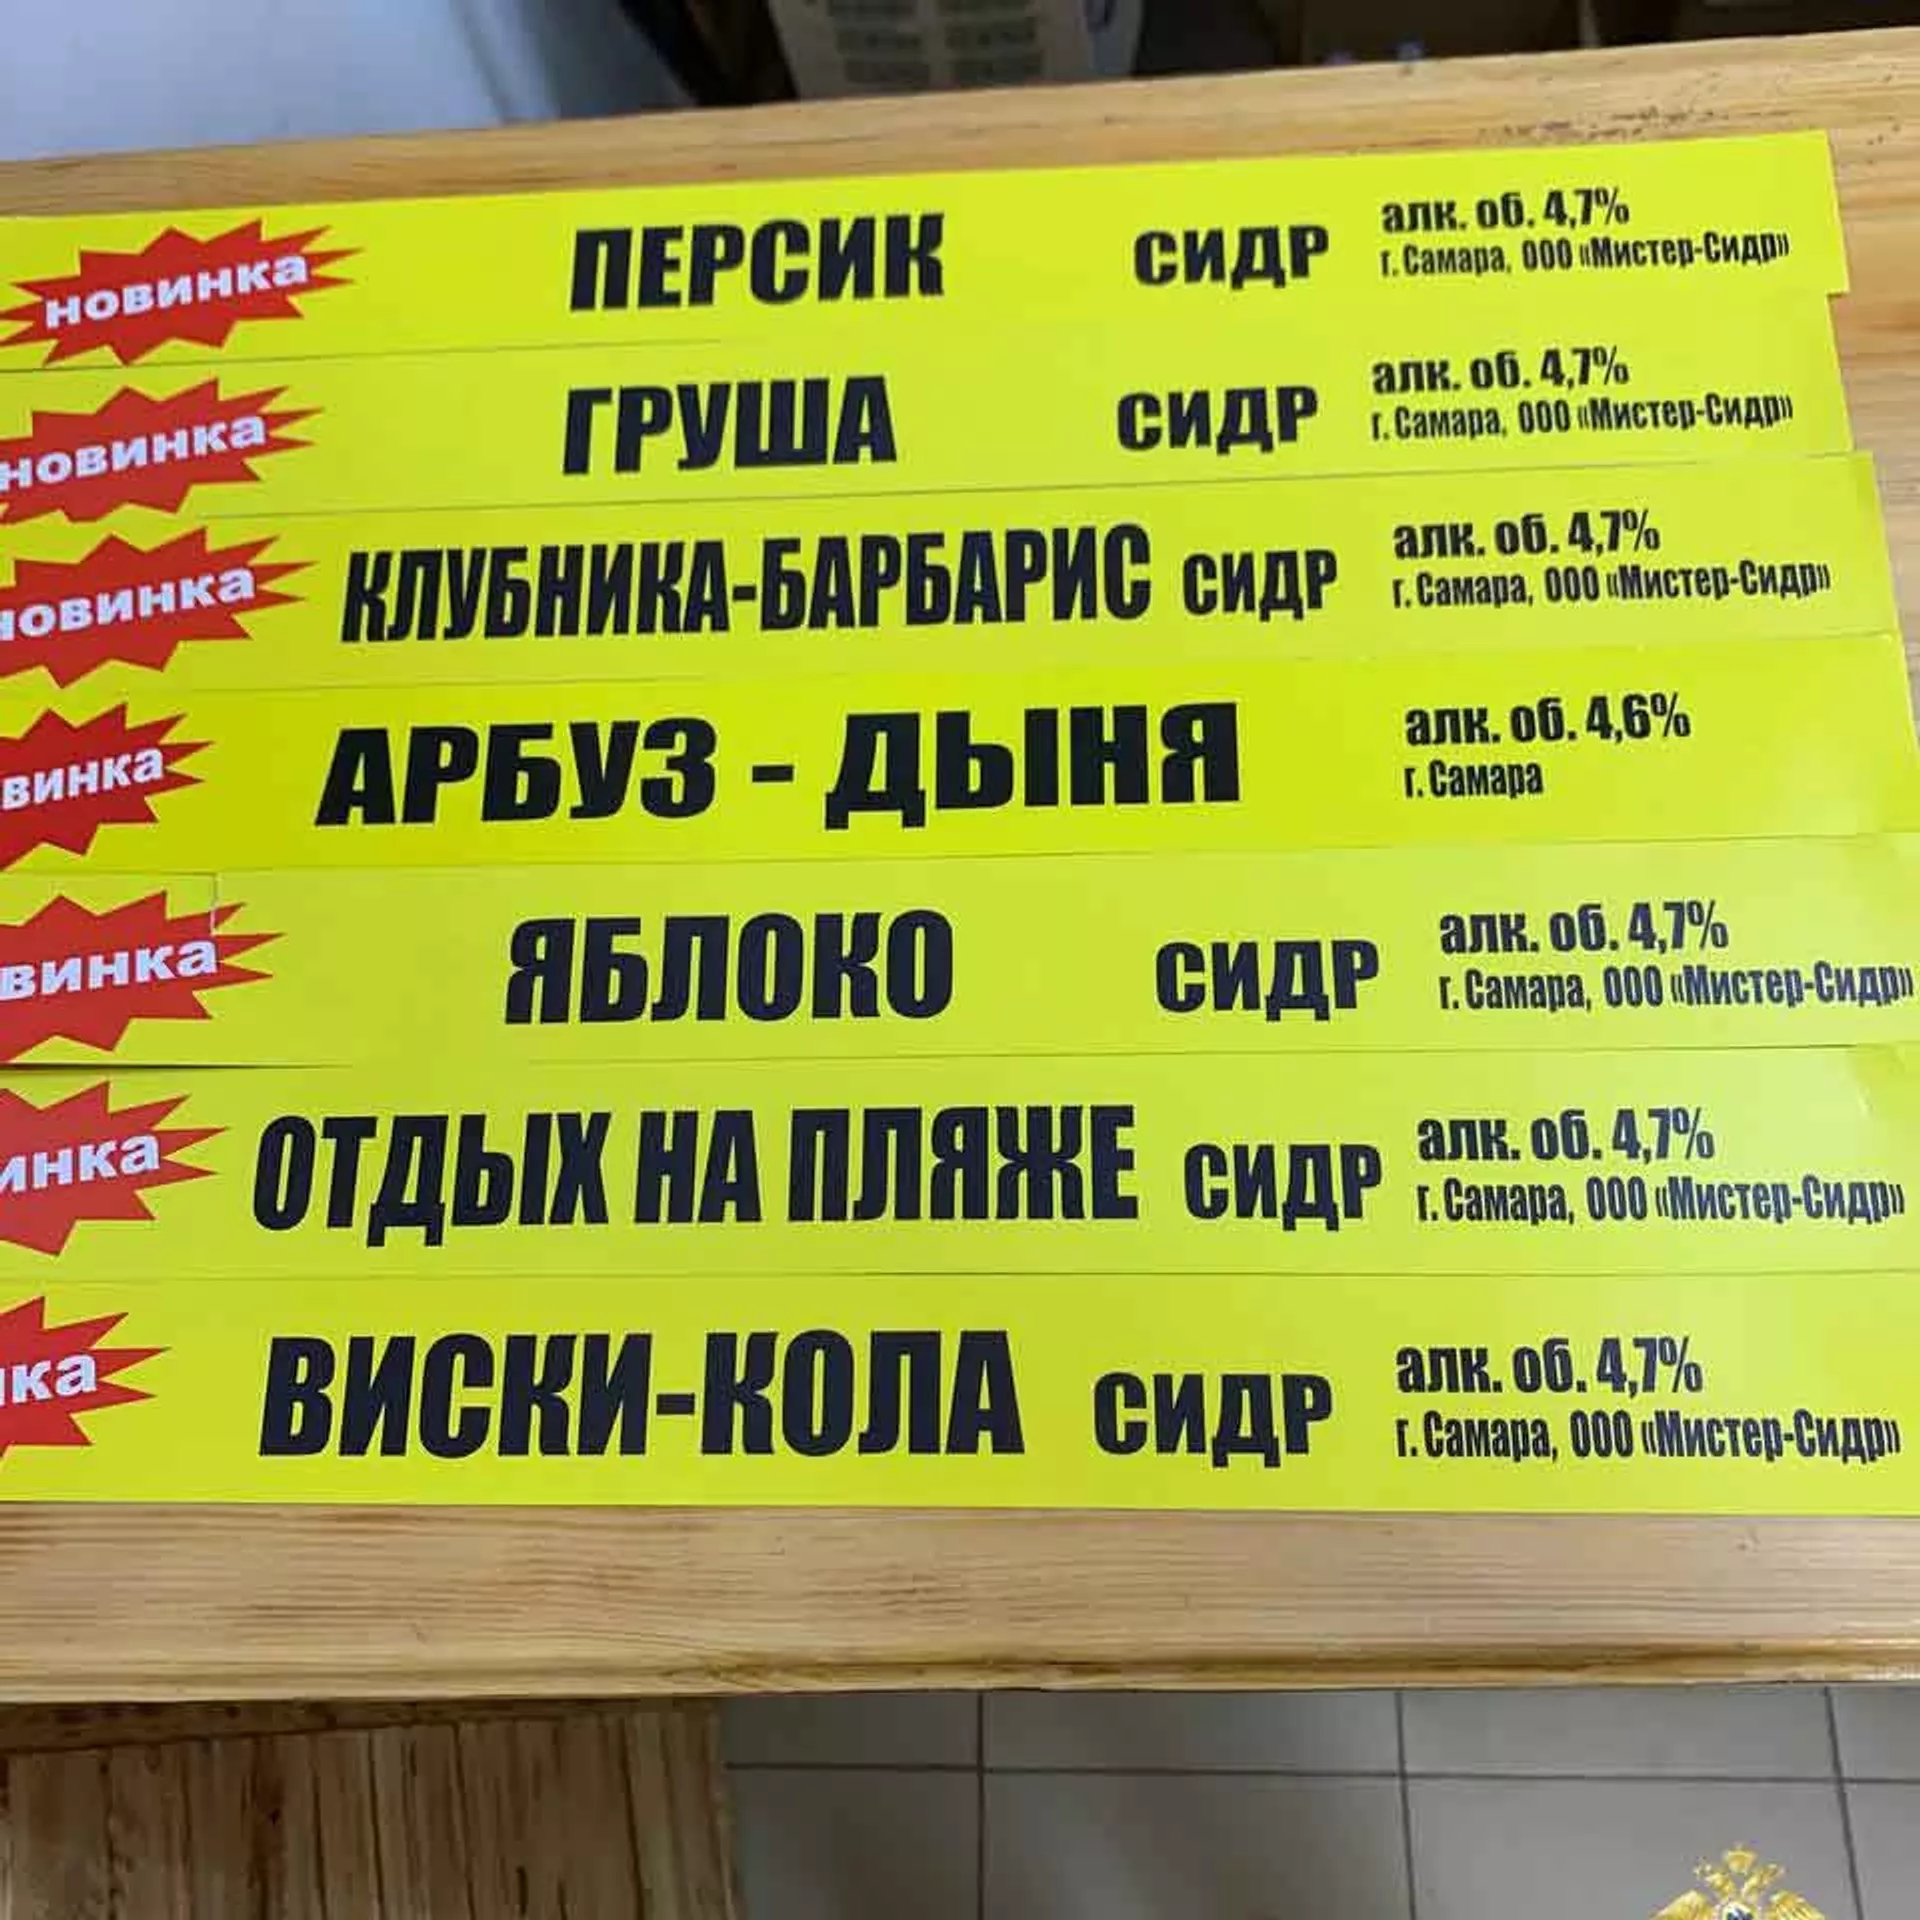 новинка ПЕРСИК СИДР алк. об. 4,7%
г. Самара, ООО «Мистер-Сидр»
новинка ГРУША СИДР алк. об. 4,7%
г. Самара, ООО «Мистер-Сидр»
новинка КЛУБНИКА-БАРБАРИС СИДР алк. об. 4,7%
г. Самара, ООО «Мистер-Сидр»
винка АРБУЗ - ДЫНЯ алк. об. 4,6%
г. Самара
винка ЯБЛОКО СИДР алк. об. 4,7%
г. Самара, ООО «Мистер-Сидр»
инка ОТДЫХ НА ПЛЯЖЕ СИДР алк. об. 4,7%
г. Самара, ООО «Мистер-Сидр»
ка ВИСКИ-КОЛА СИДР алк. об. 4,7%
г. Самара, ООО «Мистер-Сидр»